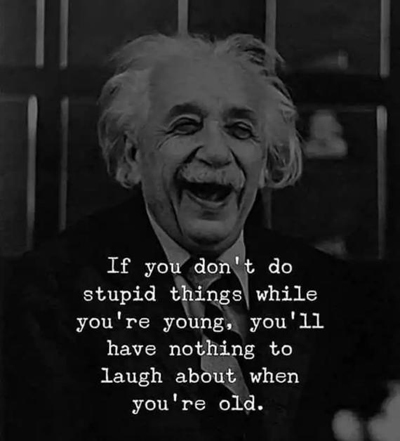 If you don't do
stupid things while
you're young, you'll
have nothing to
laugh about when
you're old.